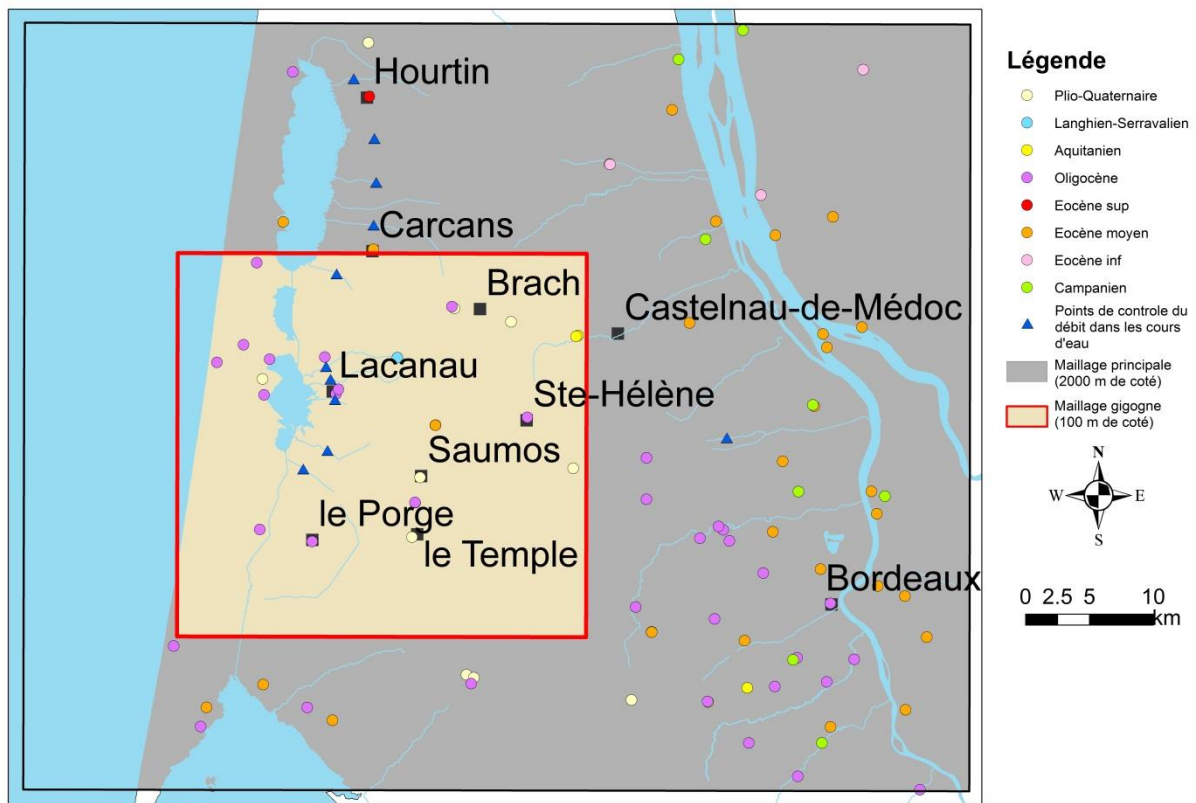 Hourtin
Carcans
Brach
Castelnau-de-Médoc
Lacanau
Ste-Hélène
Saumos
le Porge
le Temple
Bordeaux
Légende
Plio-Quaternaire
Langhien-Serravalien
Aquitanien
Oligocène
Eocène sup
Eocène moyen
Eocène inf
Campanien
Points de controle du
débit dans les cours
d'eau
Maillage principale
(2000 m de coté)
Maillage gigogne
(100 m de coté)
N
W E
S
0 2.5 5 10
km